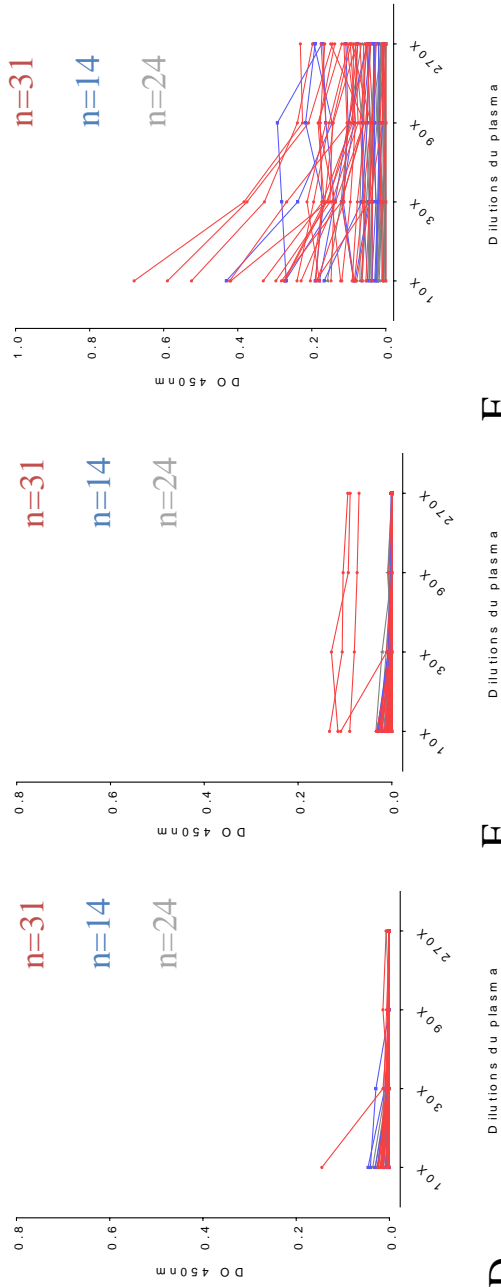 0.8
0.6
0.4
0.2
0.0
DO 450nm
10X
30X
90X
270X
Dilutions du plasma
n=31
n=14
n=24
0.8
0.6
0.4
0.2
0.0
DO 450nm
10X
30X
90X
270X
Dilutions du plasma
n=31
n=14
n=24
1.0
0.8
0.6
0.4
0.2
0.0
DO 450nm
10X
30X
90X
270X
Dilutions du plasma
n=31
n=14
n=24